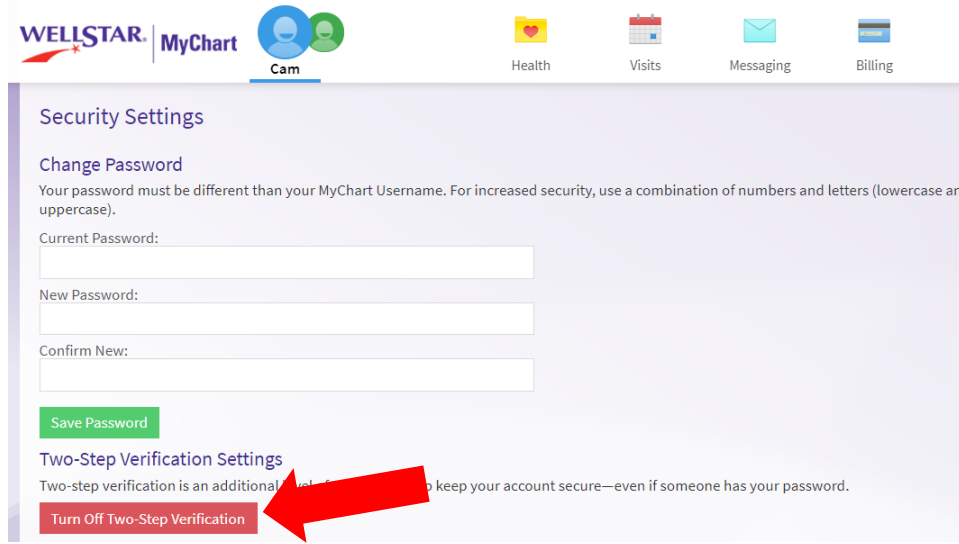 WELLSTAR. MyChart
Cam
Health
Visits
Messaging
Billing
Security Settings
Change Password
Your password must be different than your MyChart Username. For increased security, use a combination of numbers and letters (lowercase
uppercase).
Current Password:
New Password:
Confirm New:
Save Password
Two-Step Verification Settings
Two-step verification is an additional keep your account secure—even if someone has your password.
Turn Off Two-Step Verification